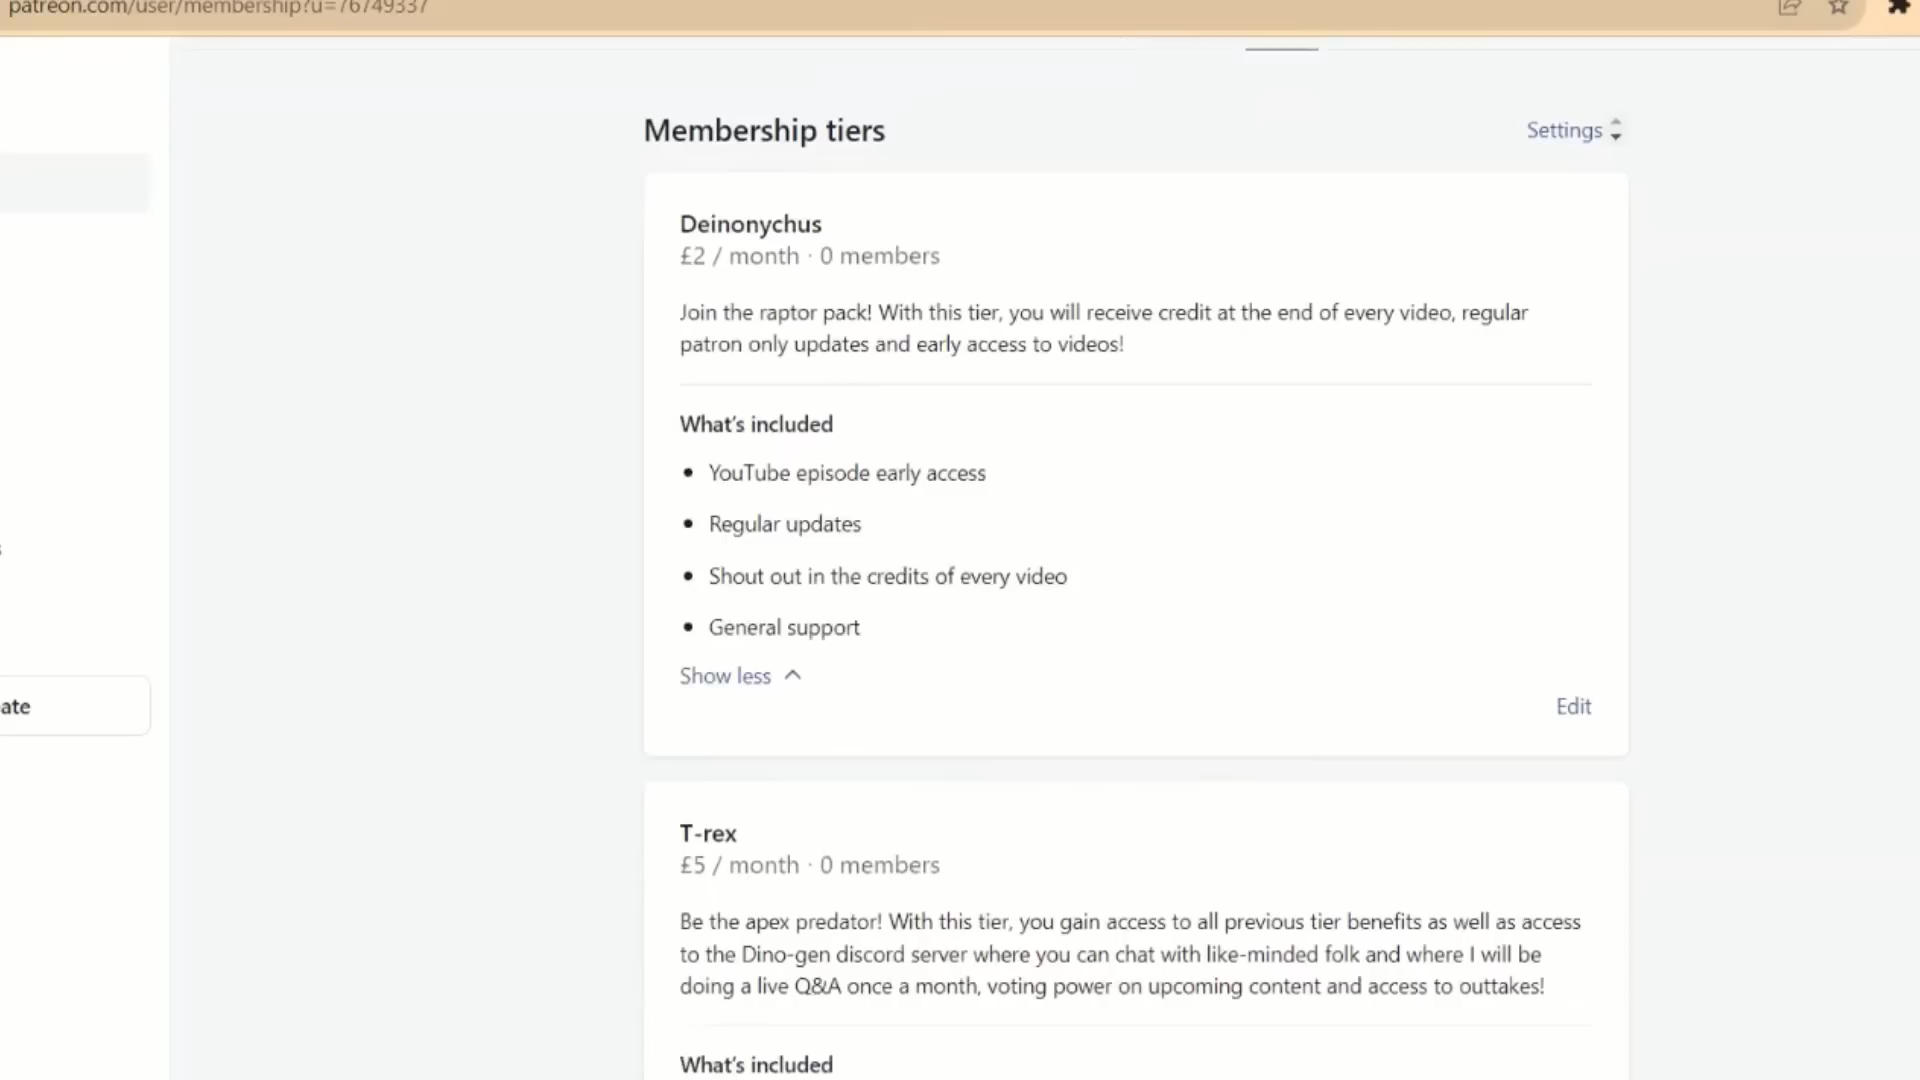 patreon.com/user/membership?u=76749337
Membership tiers
Settings
Deinonychus
£2 / month · 0 members
Join the raptor pack! With this tier, you will receive credit at the end of every video, regular
patron only updates and early access to videos!
What's included
• YouTube episode early access
• Regular updates
• Shout out in the credits of every video
• General support
Show less
ate
Edit
T-rex
£5 / month · 0 members
Be the apex predator! With this tier, you gain access to all previous tier benefits as well as access
to the Dino-gen discord server where you can chat with like-minded folk and where I will be
doing a live Q&A once a month, voting power on upcoming content and access to outtakes!
What's included